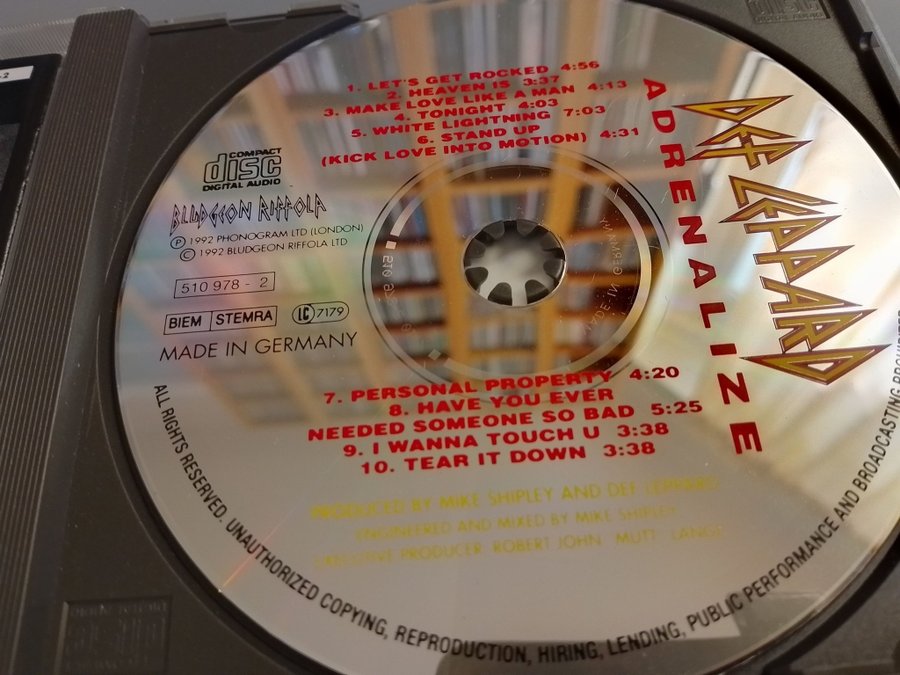 1. LET'S GET ROCKED 4:56
2. HEAVEN IS 3:37
3. MAKE LOVE LIKE A MAN 4:13
4. TONIGHT 4:03
5. WHITE LIGHTNING 7:03
6. STAND UP
(KICK LOVE INTO MOTION) 4:31
DEF LEPPARD
ADRENALIZE
COMPACT
disc
DIGITAL AUDIO
BLUDGEON RIFFOLA
Ⓟ 1992 PHONOGRAM LTD (LONDON)
© 1992 BLUDGEON RIFFOLA LTD
510 978 - 2
BIEM STEMRA LC 7179
MADE IN GERMANY
7. PERSONAL PROPERTY 4:20
8. HAVE YOU EVER
NEEDED SOMEONE SO BAD 5:25
9. I WANNA TOUCH U 3:38
10. TEAR IT DOWN 3:38
PRODUCED BY MIKE SHIPLEY AND DEF LEPPARD
ENGINEERED AND MIXED BY MIKE SHIPLEY
EXECUTIVE PRODUCER: ROBERT JOHN "MUTT" LANGE
ALL RIGHTS RESERVED. UNAUTHORIZED COPYING, REPRODUCTION, HIRING, LENDING, PUBLIC PERFORMANCE AND BROADCASTING